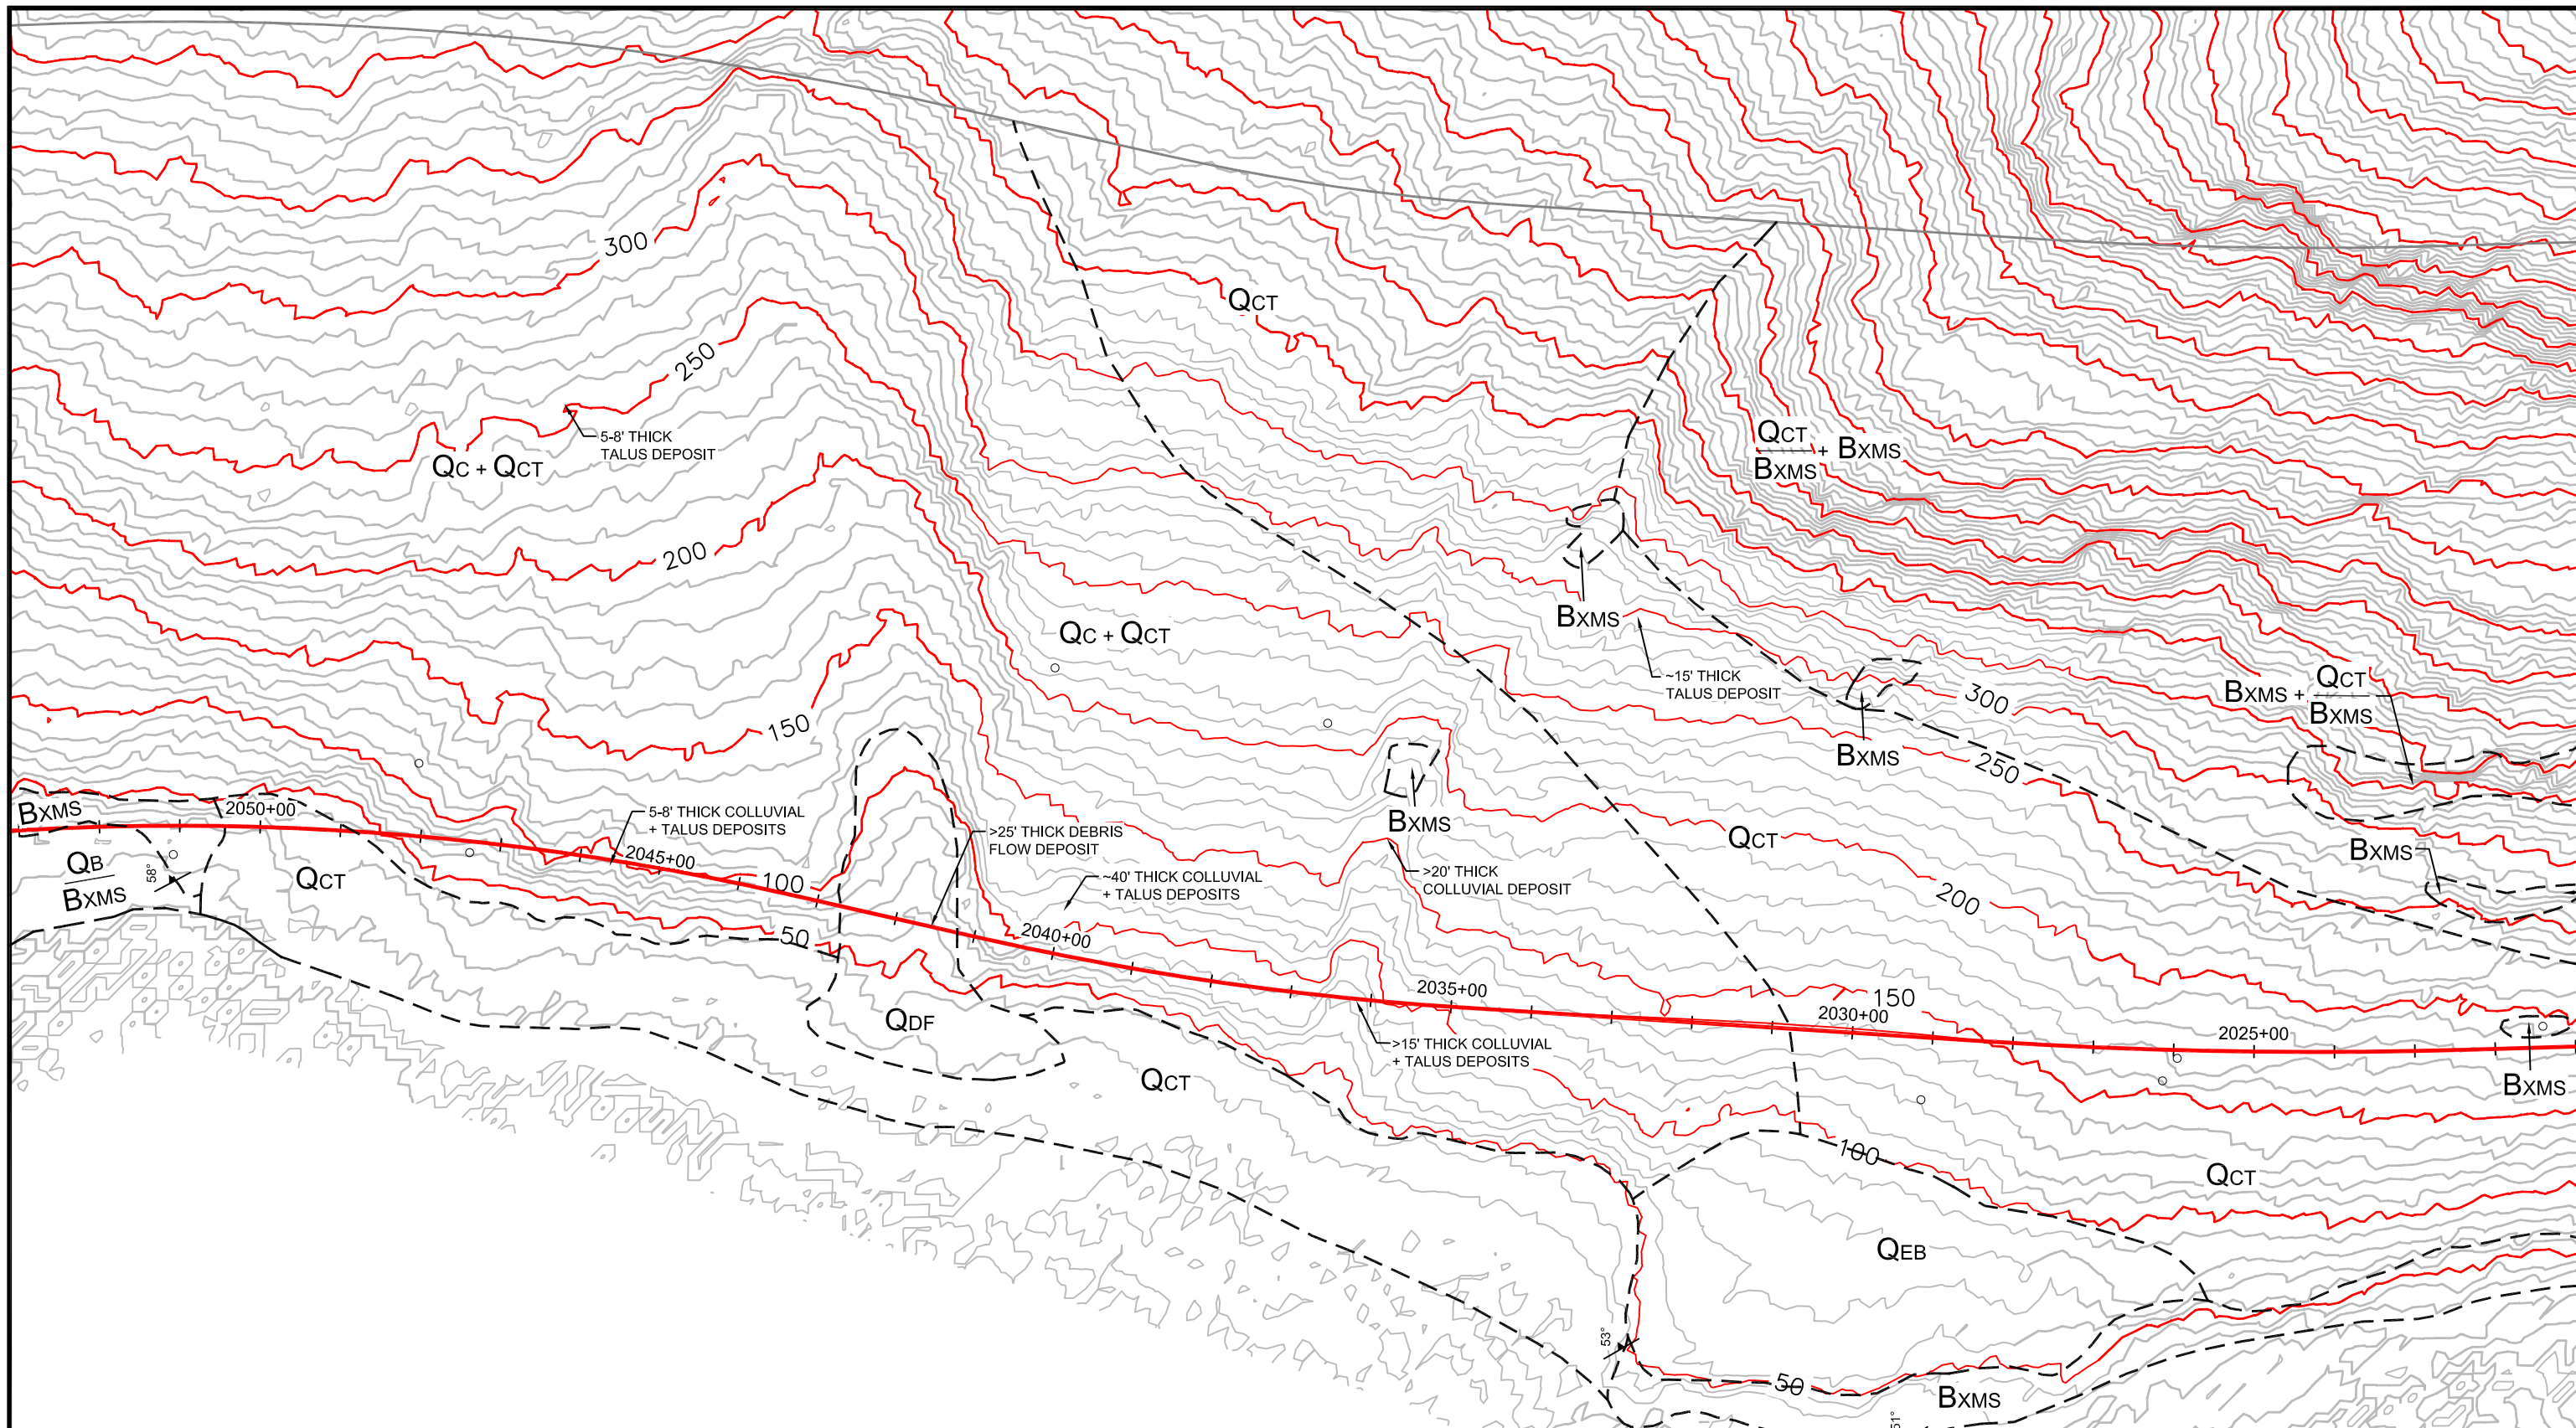 300
QCT
250
5-8' THICK
TALUS DEPOSIT
QC + QCT
QCT
BXMS
+ BXMS
200
BXMS
QC + QCT
~15' THICK
TALUS DEPOSIT
300
BXMS +
QCT
BXMS
150
BXMS
250
BXMS
2050+00
5-8' THICK COLLUVIAL
+ TALUS DEPOSITS
>25' THICK DEBRIS
FLOW DEPOSIT
BXMS
QCT
BXMS
QB
BXMS
58°
QCT
2045+00
100
~40' THICK COLLUVIAL
+ TALUS DEPOSITS
>20' THICK
COLLUVIAL DEPOSIT
200
50
2040+00
2035+00
150
2030+00
2025+00
QDF
>15' THICK COLLUVIAL
+ TALUS DEPOSITS
QCT
BXMS
100
QCT
QEB
53°
50
BXMS
51°